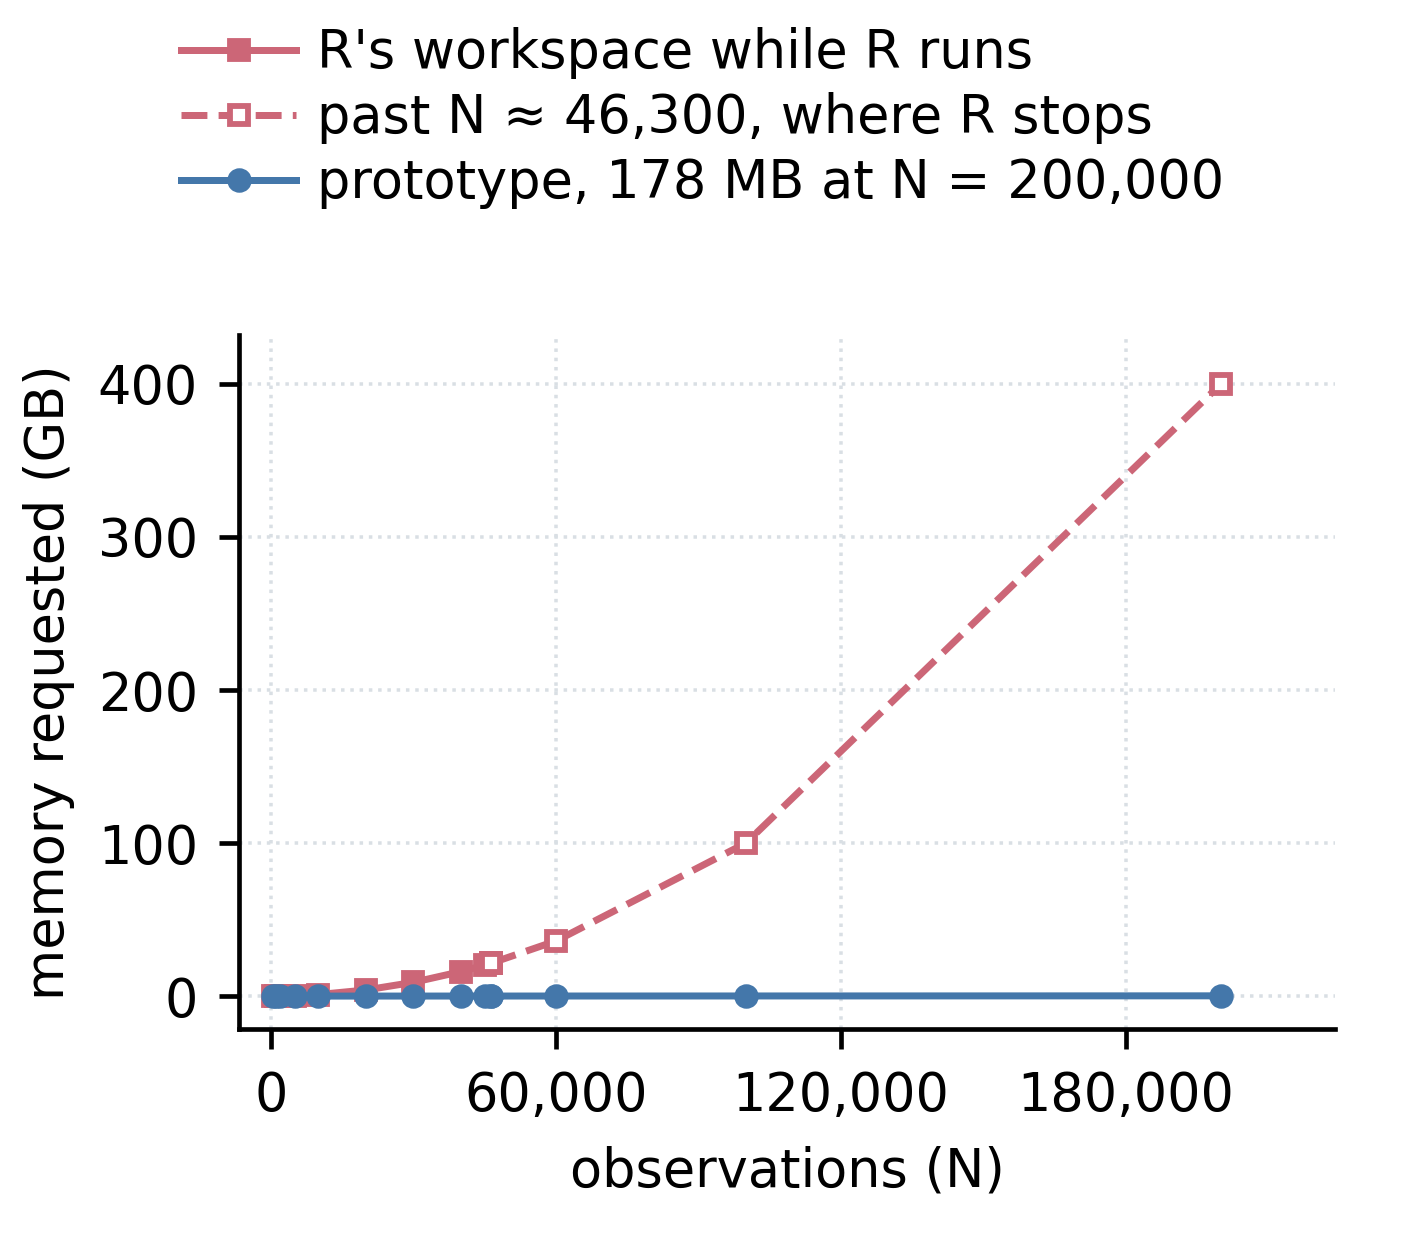 R's workspace while R runs
past N ≈ 46,300, where R stops
prototype, 178 MB at N = 200,000
memory requested (GB)
400
300
200
100
0
0
60,000
120,000
180,000
observations (N)